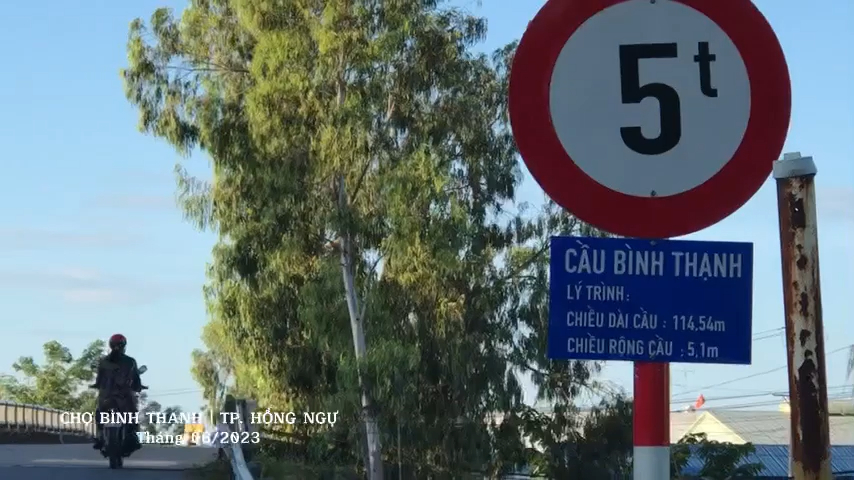 5t
CẦU BÌNH THẠNH
LÝ TRÌNH:
CHIỀU DÀI CẦU : 114,54m
CHIỀU RỘNG CẦU : 5,1m
CHỢ BÌNH THẠNH | TP. HỒNG NGỰ
Tháng 06/2023